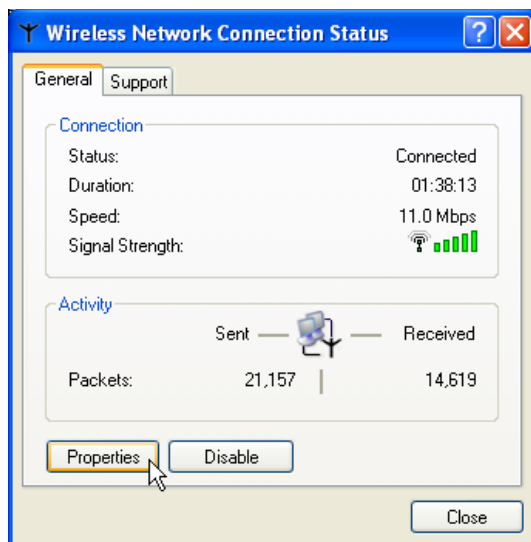 Wireless Network Connection Status
General Support
Connection
Status: Connected
Duration: 01:38:13
Speed: 11.0 Mbps
Signal Strength:
Activity
Sent Received
Packets: 21,157 14,619
Properties Disable
Close